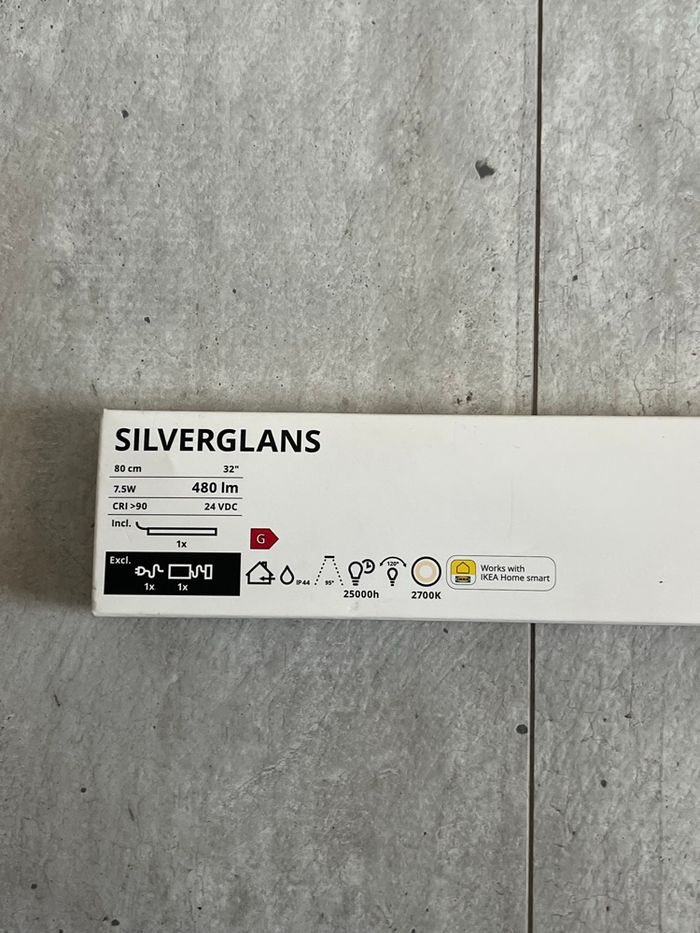 SILVERGLANS
80 cm 32"
7.5W 480 lm
CRI >90 24 VDC
Incl.
1x
G
Excl.
1x 1x
IP44 95° 25000h 120° 2700K
Works with
IKEA Home smart